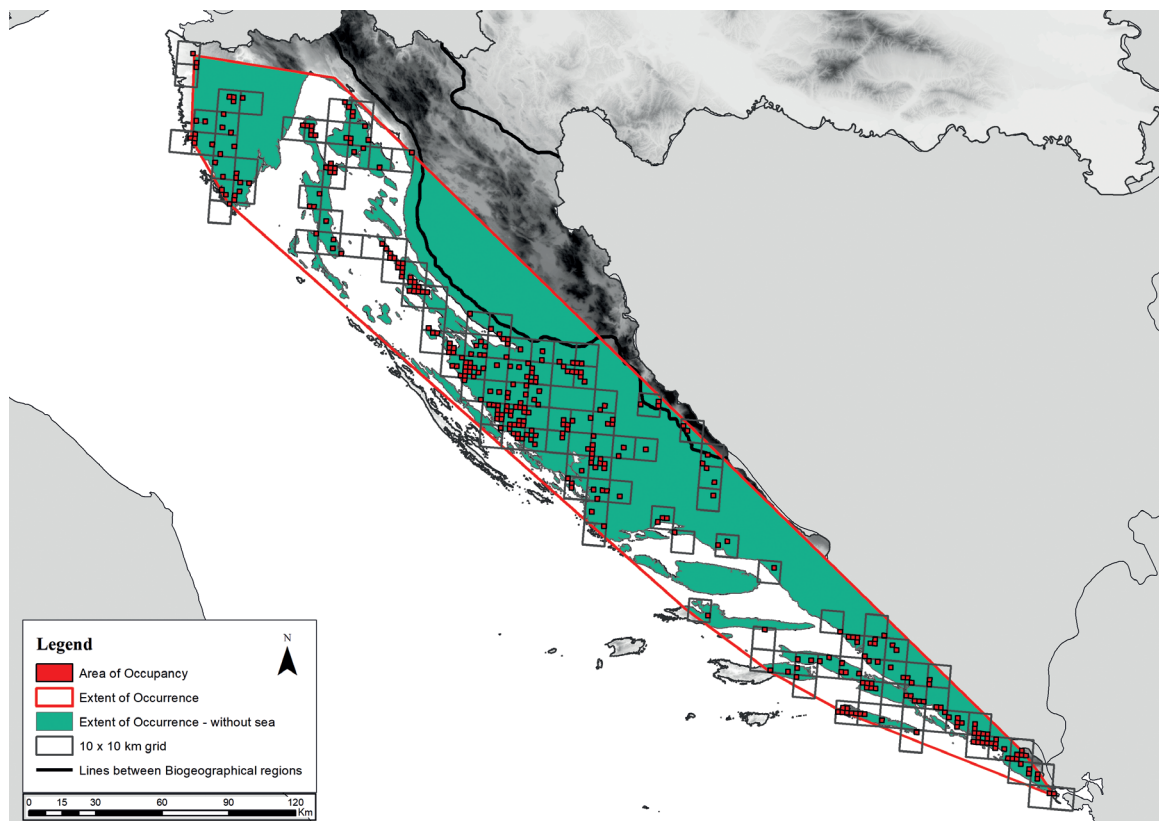 Legend
N
Area of Occupancy
Extent of Occurrence
Extent of Occurrence - without sea
10 x 10 km grid
Lines between Biogeographical regions
0 15 30 60 90 120
Km